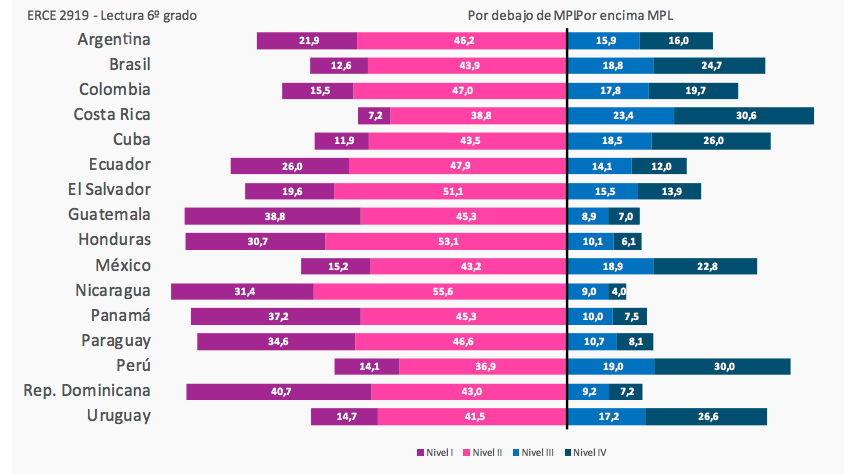 ERCE 2919 - Lectura 6º grado Por debajo de MPL Por encima MPL
Argentina 21,9 46,2 15,9 16,0
Brasil 12,6 43,9 18,8 24,7
Colombia 15,5 47,0 17,8 19,7
Costa Rica 7,2 38,8 23,4 30,6
Cuba 11,9 43,5 18,5 26,0
Ecuador 26,0 47,9 14,1 12,0
El Salvador 19,6 51,1 15,5 13,9
Guatemala 38,8 45,3 8,9 7,0
Honduras 30,7 53,1 10,1 6,1
México 15,2 43,2 18,9 22,8
Nicaragua 31,4 55,6 9,0 4,0
Panamá 37,2 45,3 10,0 7,5
Paraguay 34,6 46,6 10,7 8,1
Perú 14,1 36,9 19,0 30,0
Rep. Dominicana 40,7 43,0 9,2 7,2
Uruguay 14,7 41,5 17,2 26,6
Nivel I Nivel II Nivel III Nivel IV